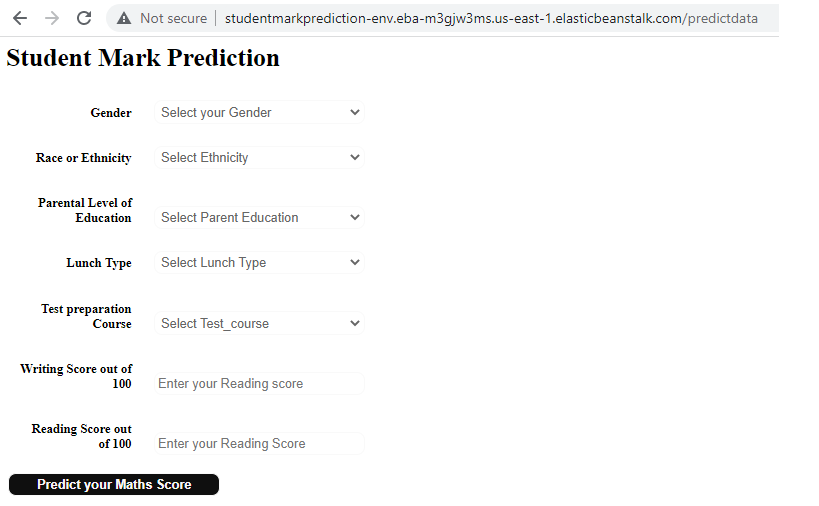 Not secure | studentmarkprediction-env.eba-m3gjw3ms.us-east-1.elasticbeanstalk.com/predictdata
Student Mark Prediction
Gender Select your Gender
Race or Ethnicity Select Ethnicity
Parental Level of
Education Select Parent Education
Lunch Type Select Lunch Type
Test preparation
Course Select Test_course
Writing Score out of
100 Enter your Reading score
Reading Score out
of 100 Enter your Reading Score
Predict your Maths Score